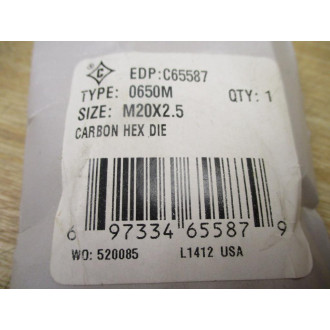 C
EDP:C65587
TYPE: 0650M QTY: 1
SIZE: M20X2.5
CARBON HEX DIE
6 97334 65587 9
WO: 520085 L1412 USA